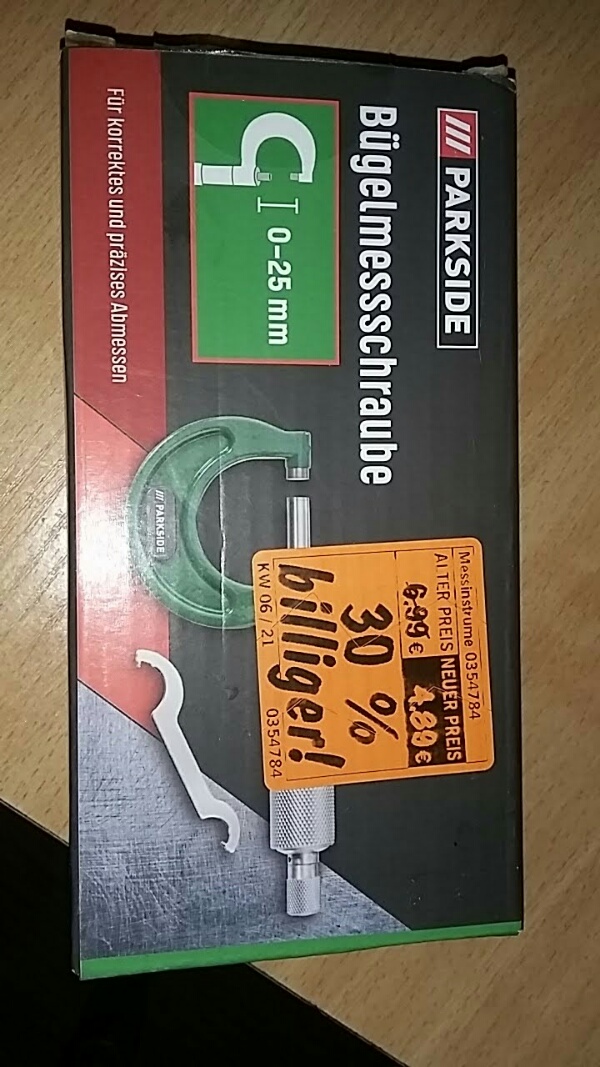 /// PARKSIDE
Bügelmessschraube
0-25 mm
Für korrektes und präzises Abmessen
/// PARKSIDE
Messinstrume 0354784
ALTER PREIS NEUER PREIS
6.99 € 4.89 €
30 %
billiger!
KW 06 / 21 0354784